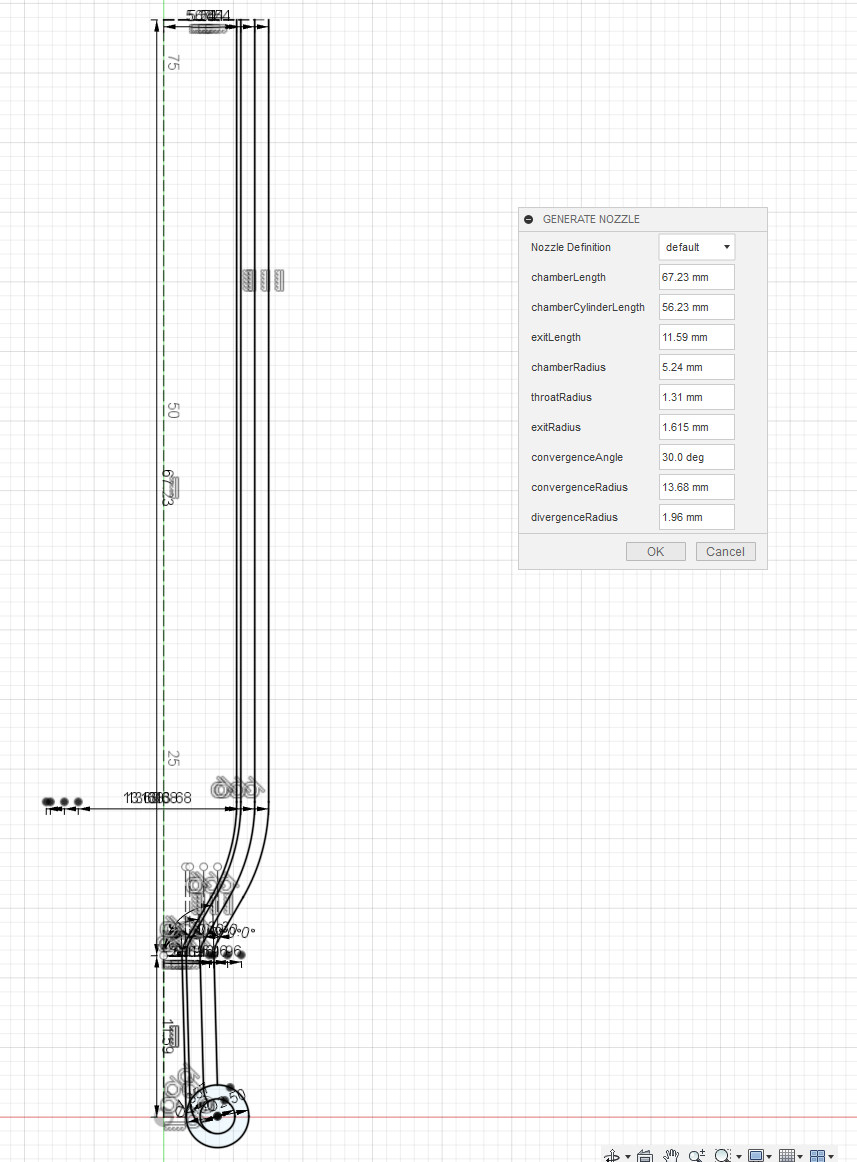 75
GENERATE NOZZLE
Nozzle Definition default
chamberLength 67.23 mm
chamberCylinderLength 56.23 mm
exitLength 11.59 mm
chamberRadius 5.24 mm
throatRadius 1.31 mm
exitRadius 1.615 mm
convergenceAngle 30.0 deg
convergenceRadius 13.68 mm
divergenceRadius 1.96 mm
OK Cancel
50
67.23
25
11.59